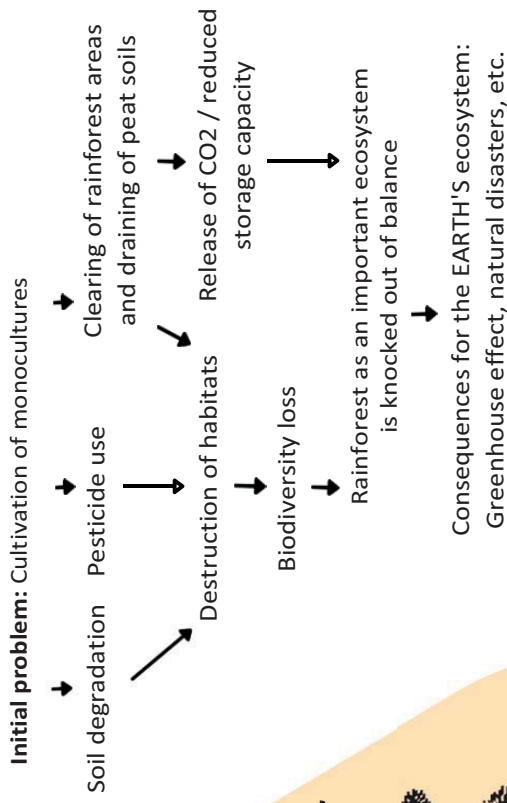 Initial problem: Cultivation of monocultures
Soil degradation
Pesticide use
Clearing of rainforest areas
and draining of peat soils
Destruction of habitats
Release of CO2 / reduced
storage capacity
Biodiversity loss
Rainforest as an important ecosystem
is knocked out of balance
Consequences for the EARTH'S ecosystem:
Greenhouse effect, natural disasters, etc.